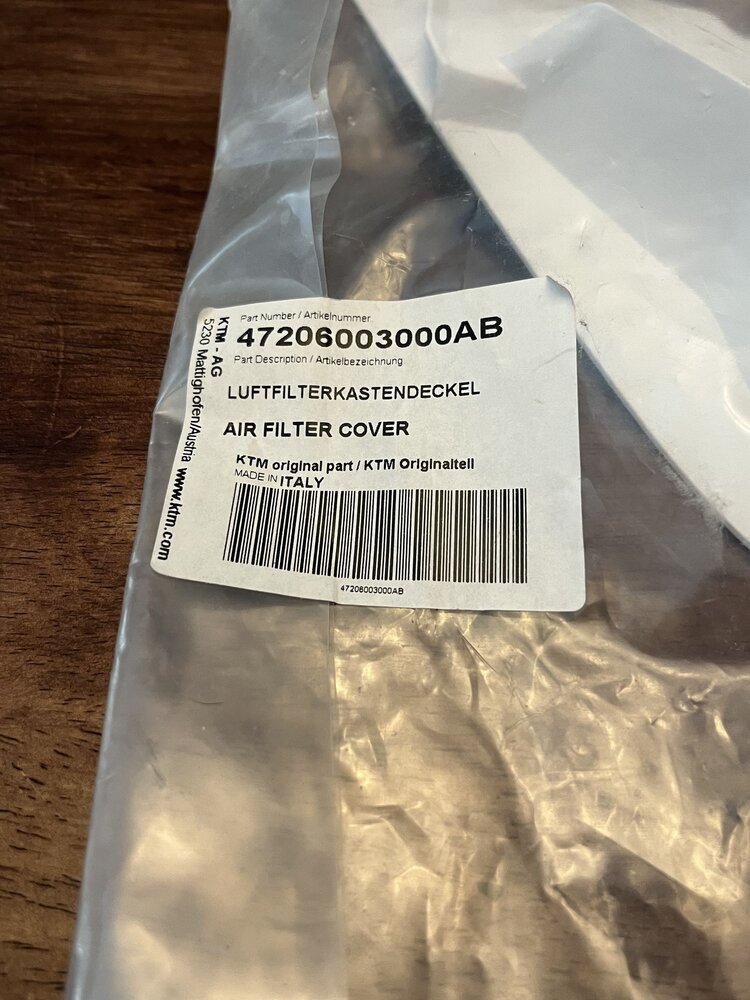 Part Number / Artikelnummer
47206003000AB
Part Description / Artikelbezeichnung
LUFTFILTERKASTENDECKEL
AIR FILTER COVER
KTM original part / KTM Originalteil
MADE IN ITALY
47206003000AB
KTM - AG
5230 Mattighofen/Austria www.ktm.com